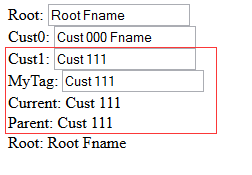 Root: Root Fname
Cust0: Cust 000 Fname
Cust1: Cust 111
MyTag: Cust 111
Current: Cust 111
Parent: Cust 111
Root: Root Fname